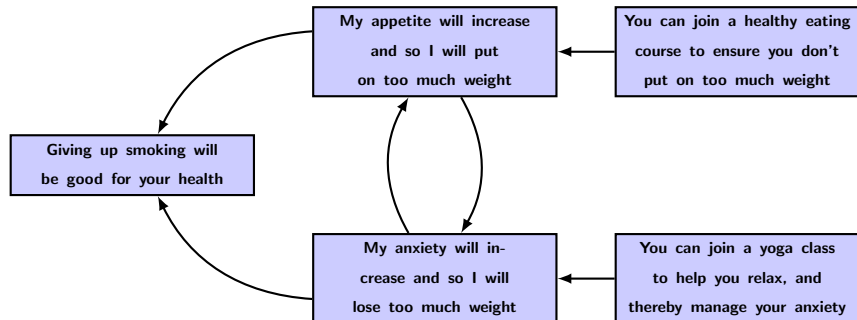 My appetite will increase
and so I will put
on too much weight
You can join a healthy eating
course to ensure you don't
put on too much weight
Giving up smoking will
be good for your health
My anxiety will in-
crease and so I will
lose too much weight
You can join a yoga class
to help you relax, and
thereby manage your anxiety